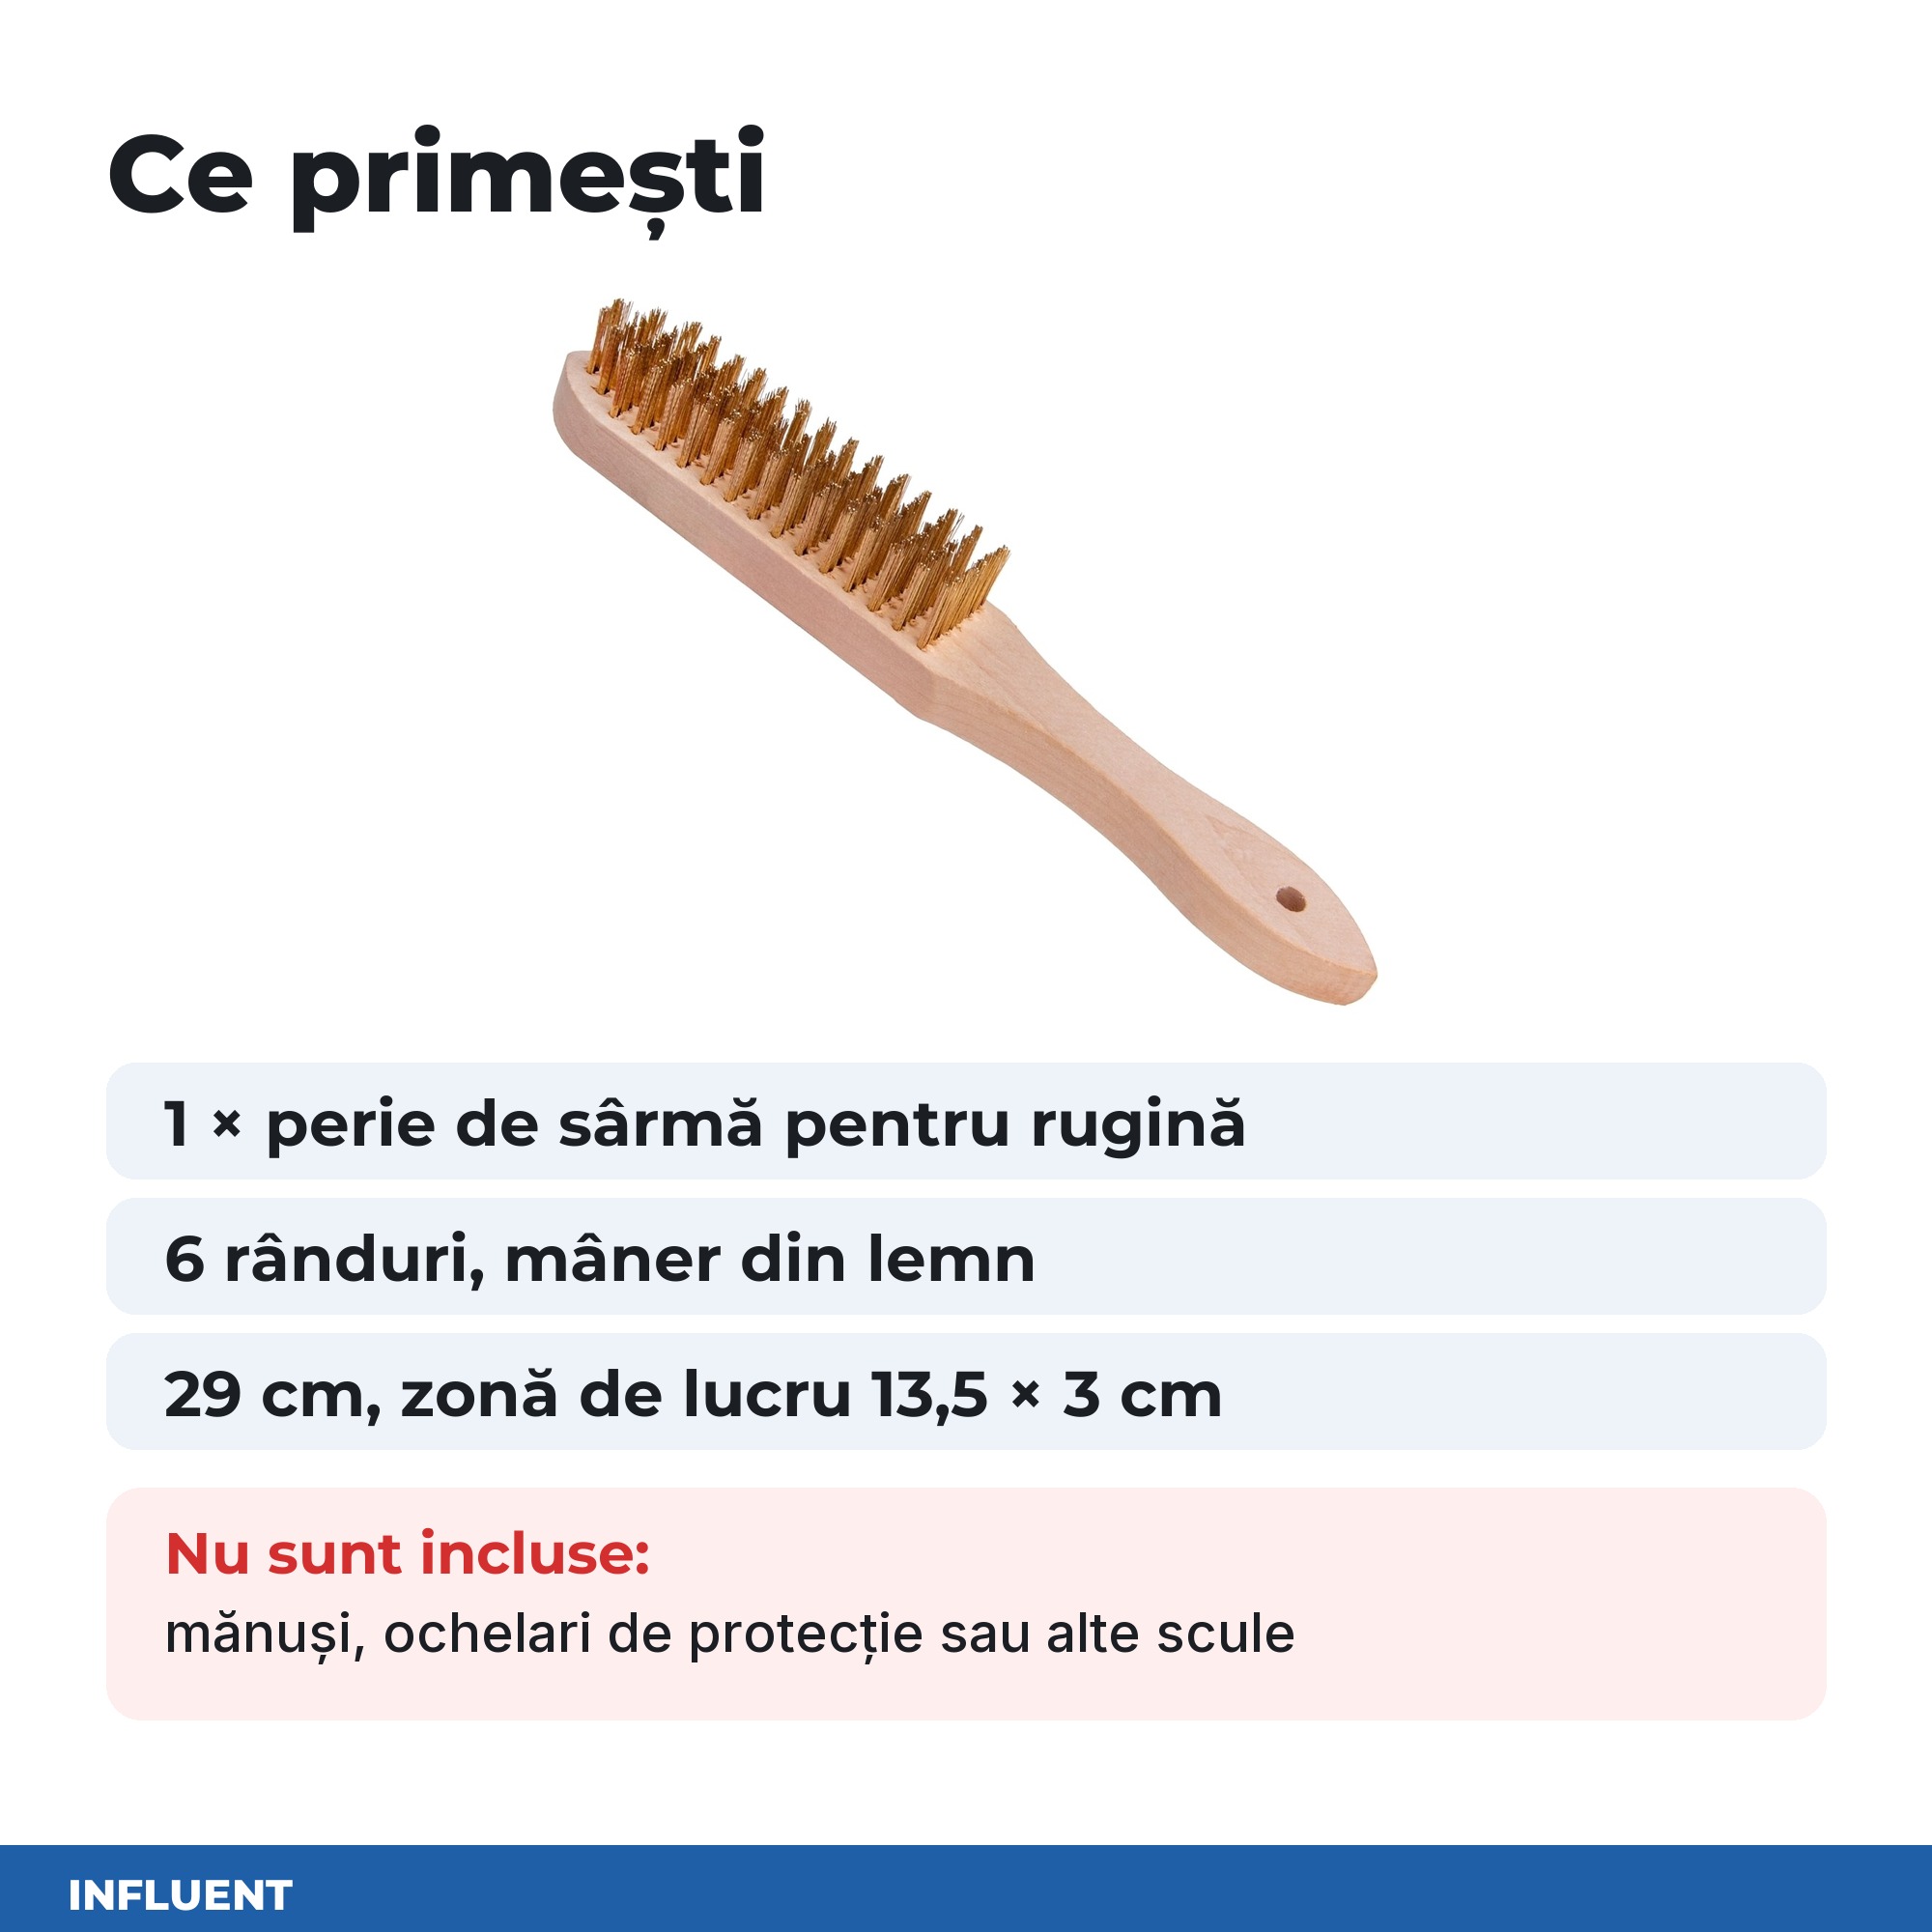 Ce primești
1 × perie de sârmă pentru rugină
6 rânduri, mâner din lemn
29 cm, zonă de lucru 13,5 × 3 cm
Nu sunt incluse:
mănuși, ochelari de protecție sau alte scule
INFLUENT